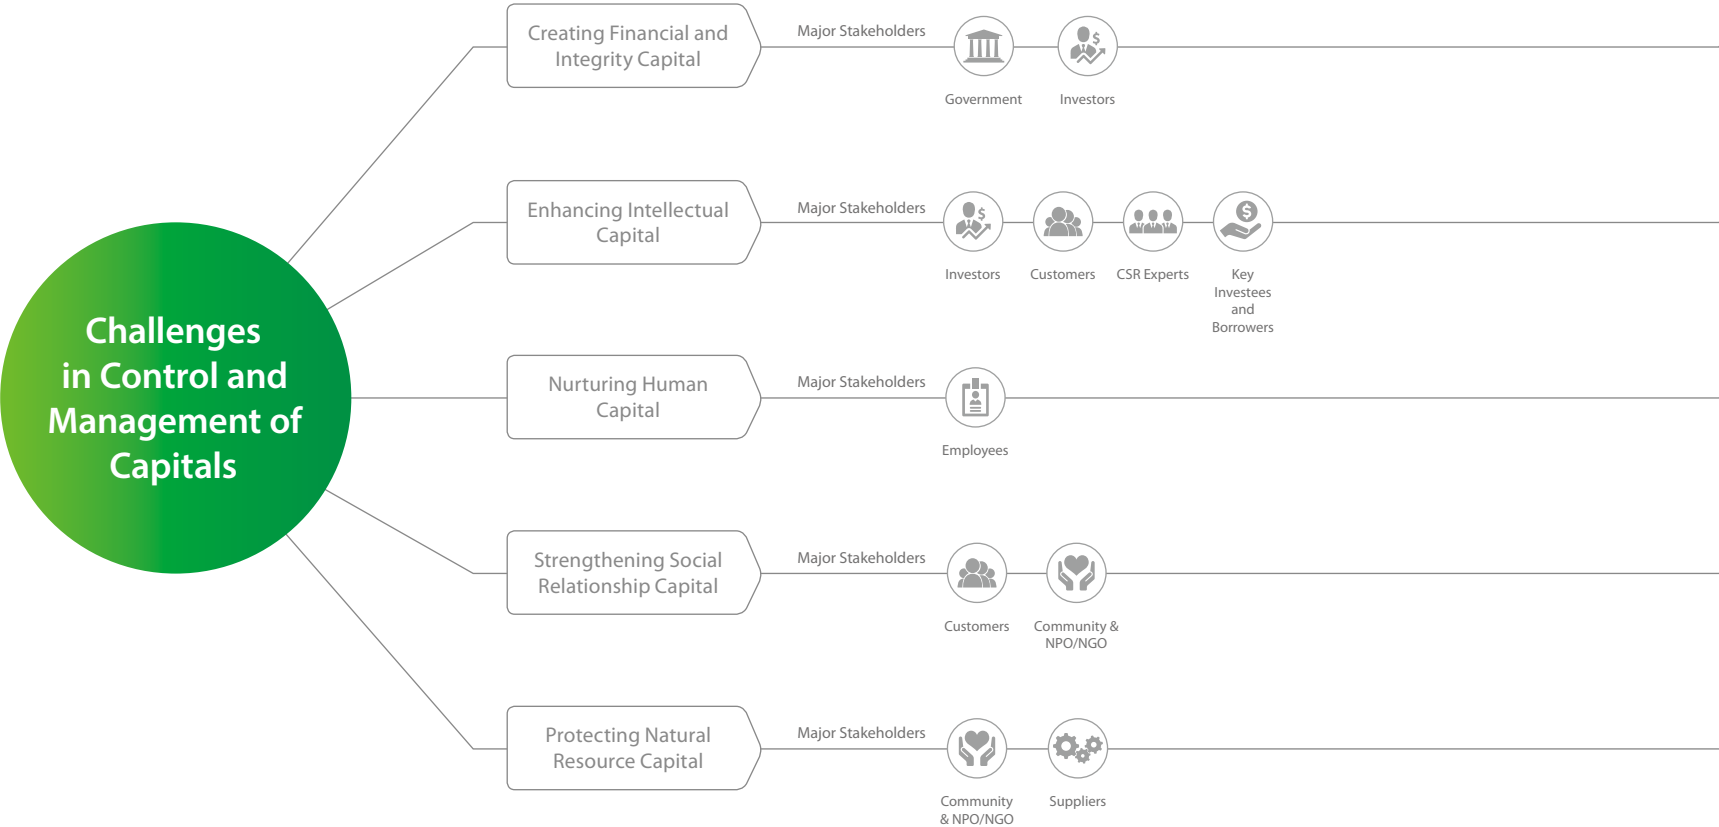 Challenges
in Control and
Management of
Capitals
Creating Financial and
Integrity Capital
Major Stakeholders
Government
Investors
Enhancing Intellectual
Capital
Major Stakeholders
Investors
Customers
CSR Experts
Key
Investees
and
Borrowers
Nurturing Human
Capital
Major Stakeholders
Employees
Strengthening Social
Relationship Capital
Major Stakeholders
Customers
Community &
NPO/NGO
Protecting Natural
Resource Capital
Major Stakeholders
Community
& NPO/NGO
Suppliers